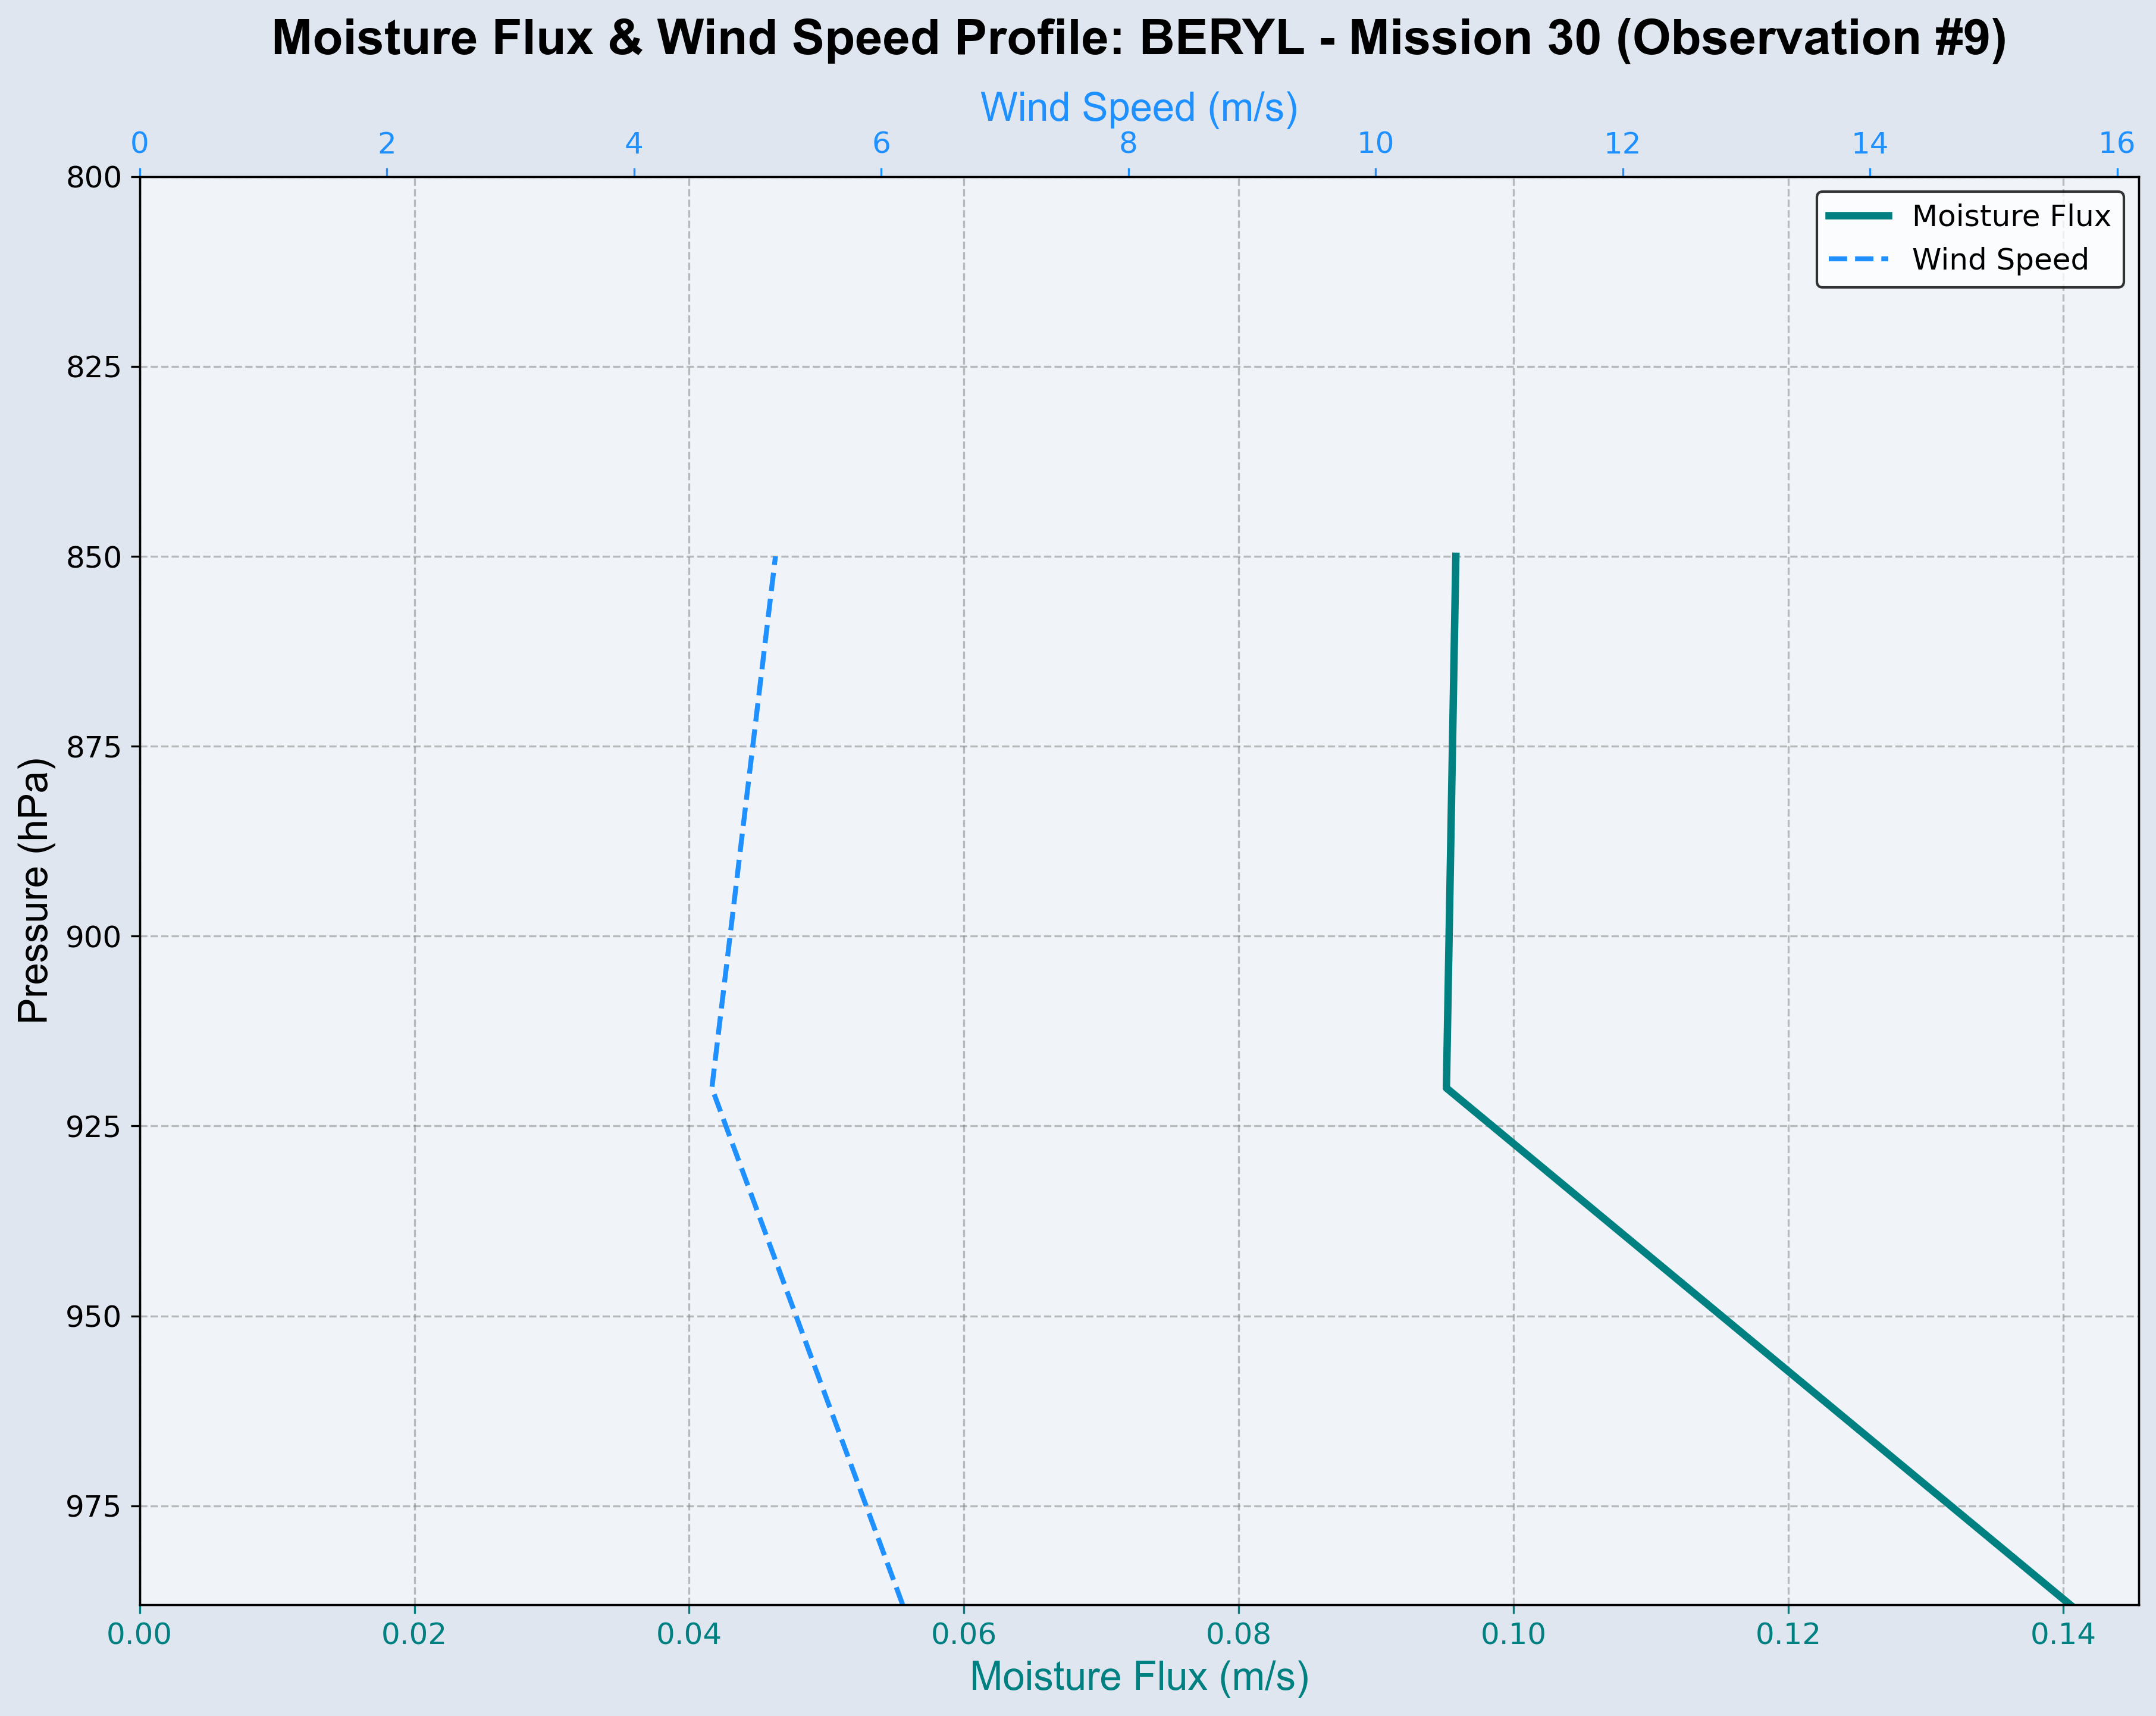 Moisture Flux & Wind Speed Profile: BERYL - Mission 30 (Observation #9)
Wind Speed (m/s)
0 2 4 6 8 10 12 14 16
Moisture Flux
Wind Speed
800
825
850
875
900
925
950
975
Pressure (hPa)
0.00 0.02 0.04 0.06 0.08 0.10 0.12 0.14
Moisture Flux (m/s)